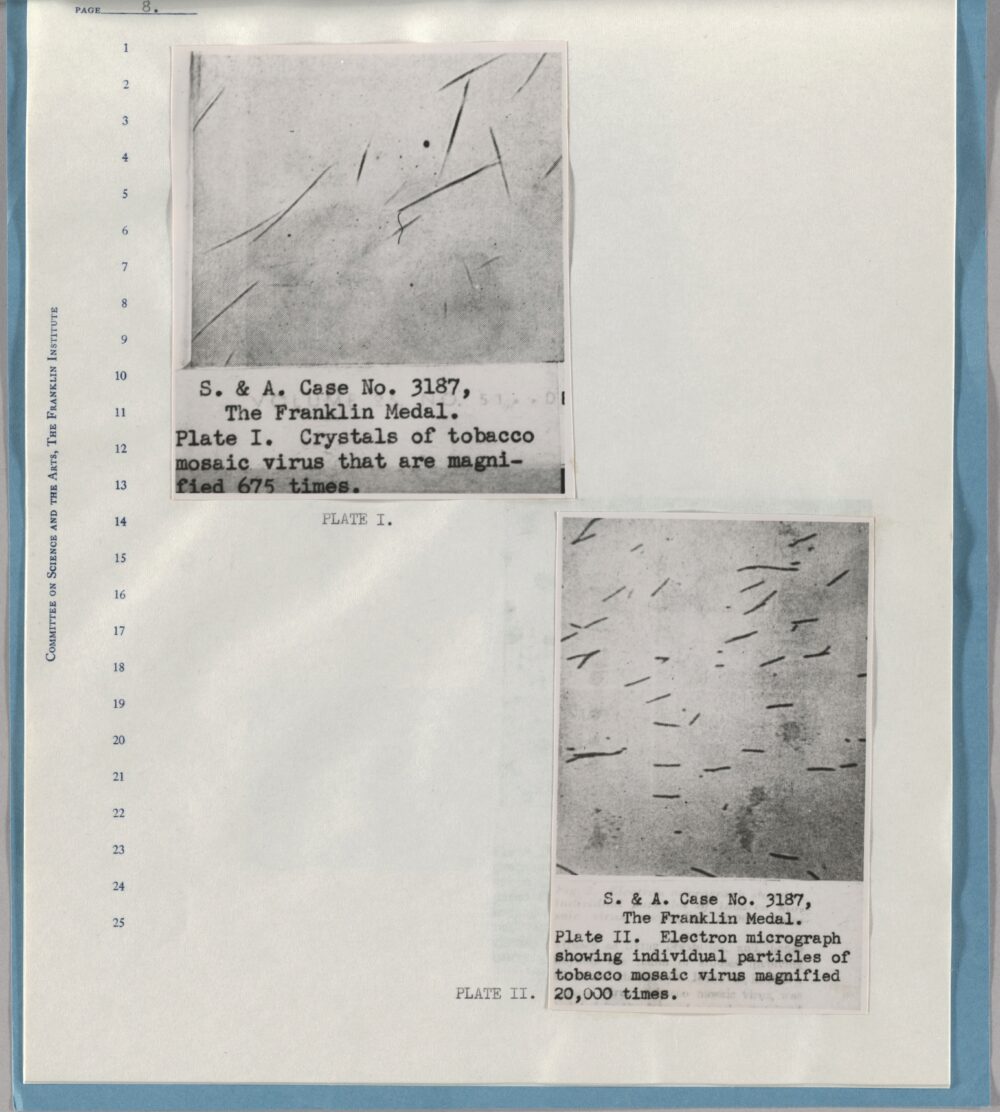 PAGE 8.
1
2
3
4
5
6
7
8
9
10
11
12
13
14
15
16
17
18
19
20
21
22
23
24
25
COMMITTEE ON SCIENCE AND THE ARTS, THE FRANKLIN INSTITUTE
S. & A. Case No. 3187,
The Franklin Medal.
Plate I. Crystals of tobacco
mosaic virus that are magni-
fied 675 times.
PLATE I.
S. & A. Case No. 3187,
The Franklin Medal.
Plate II. Electron micrograph
showing individual particles of
tobacco mosaic virus magnified
20,000 times.
PLATE II.